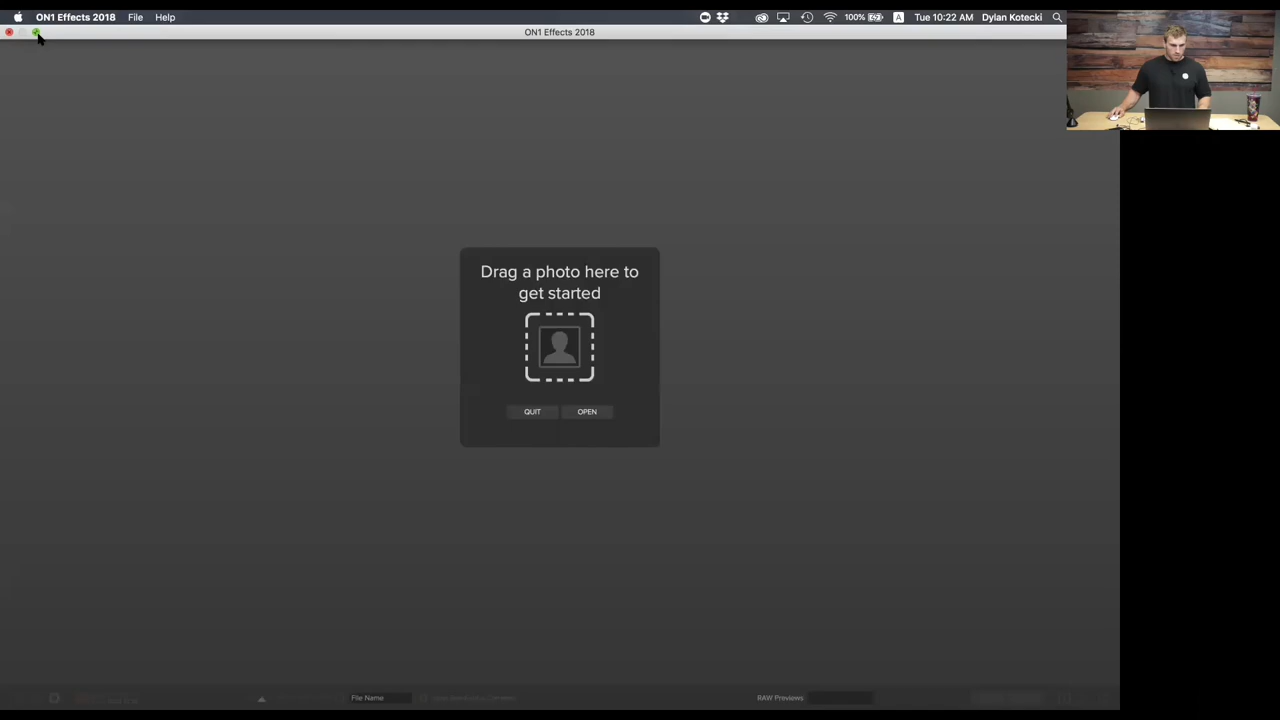 ON1 Effects 2018 File Help 100% A Tue 10:22 AM Dylan Kotecki
ON1 Effects 2018
Drag a photo here to
get started
QUIT OPEN
File Name RAW Previews